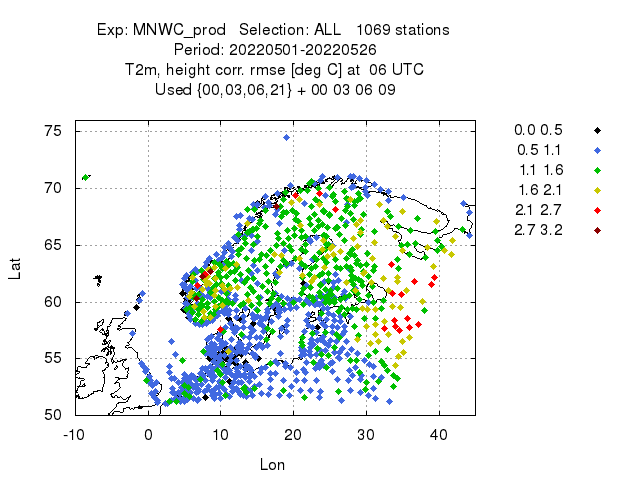 Exp: MNWC_prod Selection: ALL 1069 stations
Period: 20220501-20220526
T2m, height corr. rmse [deg C] at 06 UTC
Used {00,03,06,21} + 00 03 06 09
75
70
65
60
55
50
Lat
-10 0 10 20 30 40
Lon
0.0 0.5
0.5 1.1
1.1 1.6
1.6 2.1
2.1 2.7
2.7 3.2